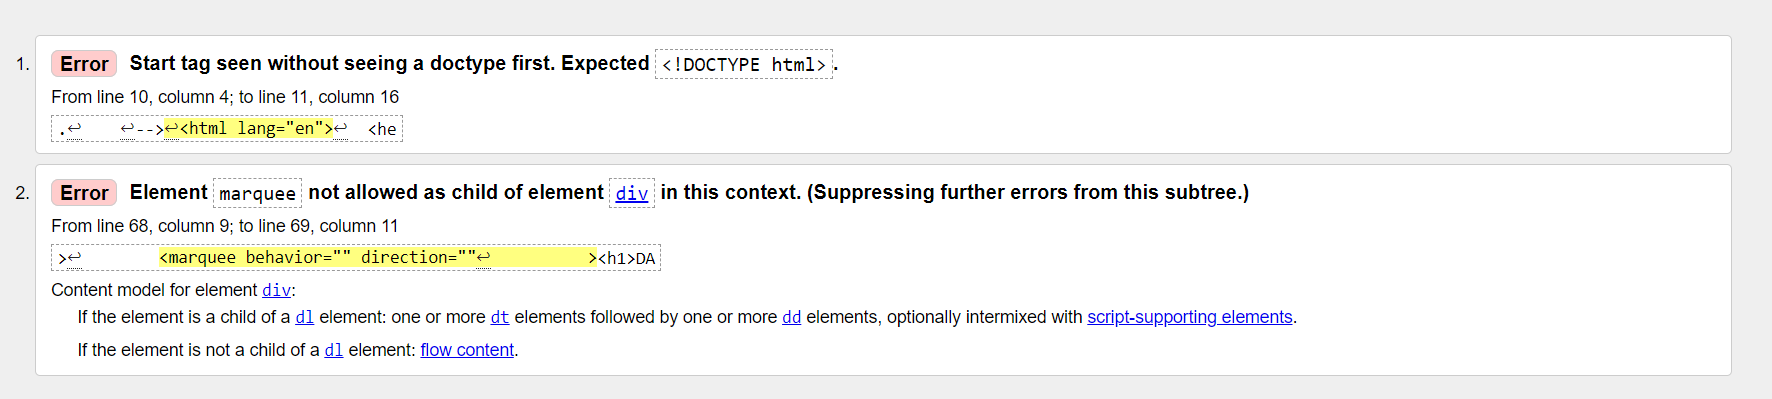 1. Error Start tag seen without seeing a doctype first. Expected <!DOCTYPE html>.
From line 10, column 4; to line 11, column 16
.↩    ↩-->↩<html lang="en">↩  <he
2. Error Element marquee not allowed as child of element div in this context. (Suppressing further errors from this subtree.)
From line 68, column 9; to line 69, column 11
>↩        <marquee behavior="" direction=""↩          ><h1>DA
Content model for element div:
If the element is a child of a dl element: one or more dt elements followed by one or more dd elements, optionally intermixed with script-supporting elements.
If the element is not a child of a dl element: flow content.